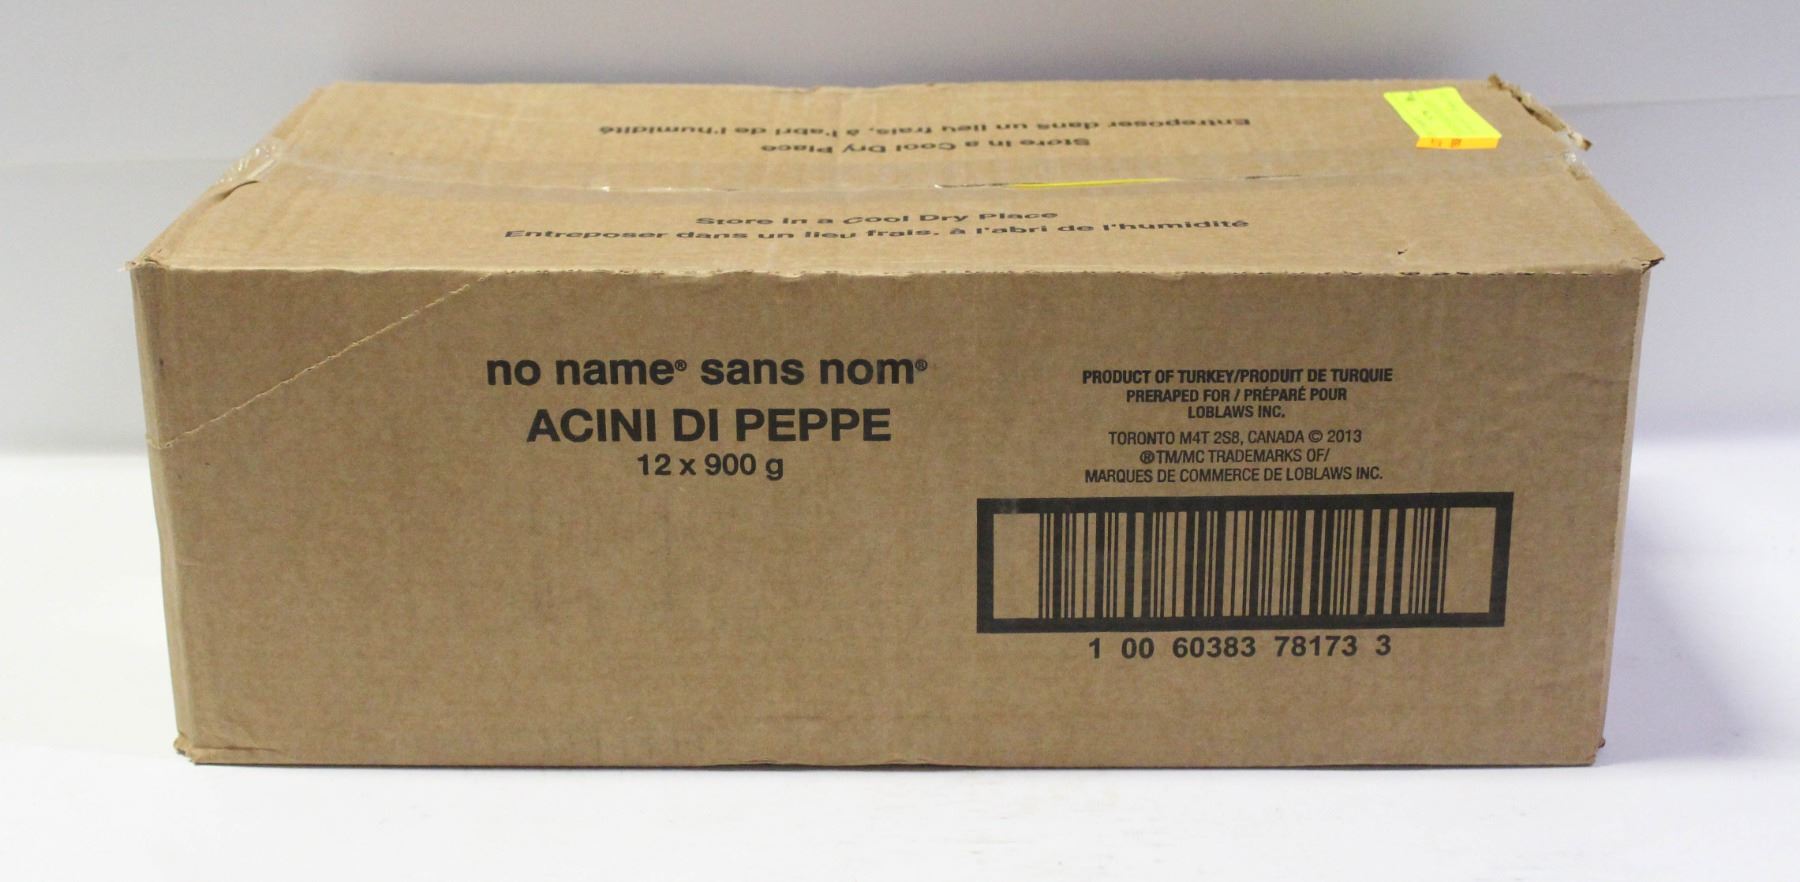 Entreposer dans un lieu frais, à l'abri de l'humidité
Store in a Cool Dry Place
Store in a Cool Dry Place
Entreposer dans un lieu frais, à l'abri de l'humidité
no name® sans nom®
ACINI DI PEPPE
12 x 900 g
PRODUCT OF TURKEY/PRODUIT DE TURQUIE
PRERAPED FOR / PRÉPARÉ POUR
LOBLAWS INC.
TORONTO M4T 2S8, CANADA © 2013
®TM/MC TRADEMARKS OF/
MARQUES DE COMMERCE DE LOBLAWS INC.
1 00 60383 78173 3